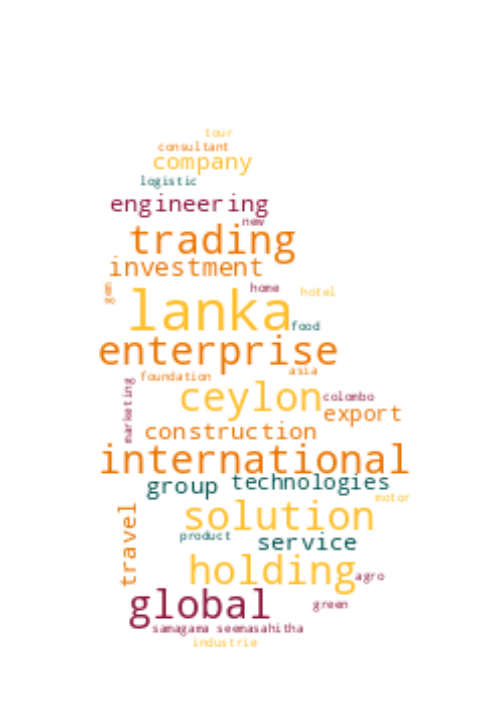 tour
consultant
company
logistic
engineering
new
trading
investment
home
gem
hotel
lanka
food
enterprise
asia
foundation
marketing
ceylon
colombo
export
construction
international
group technologies
motor
travel
solution
product
service
holding
agro
global
green
samagama seemasahitha
industrie